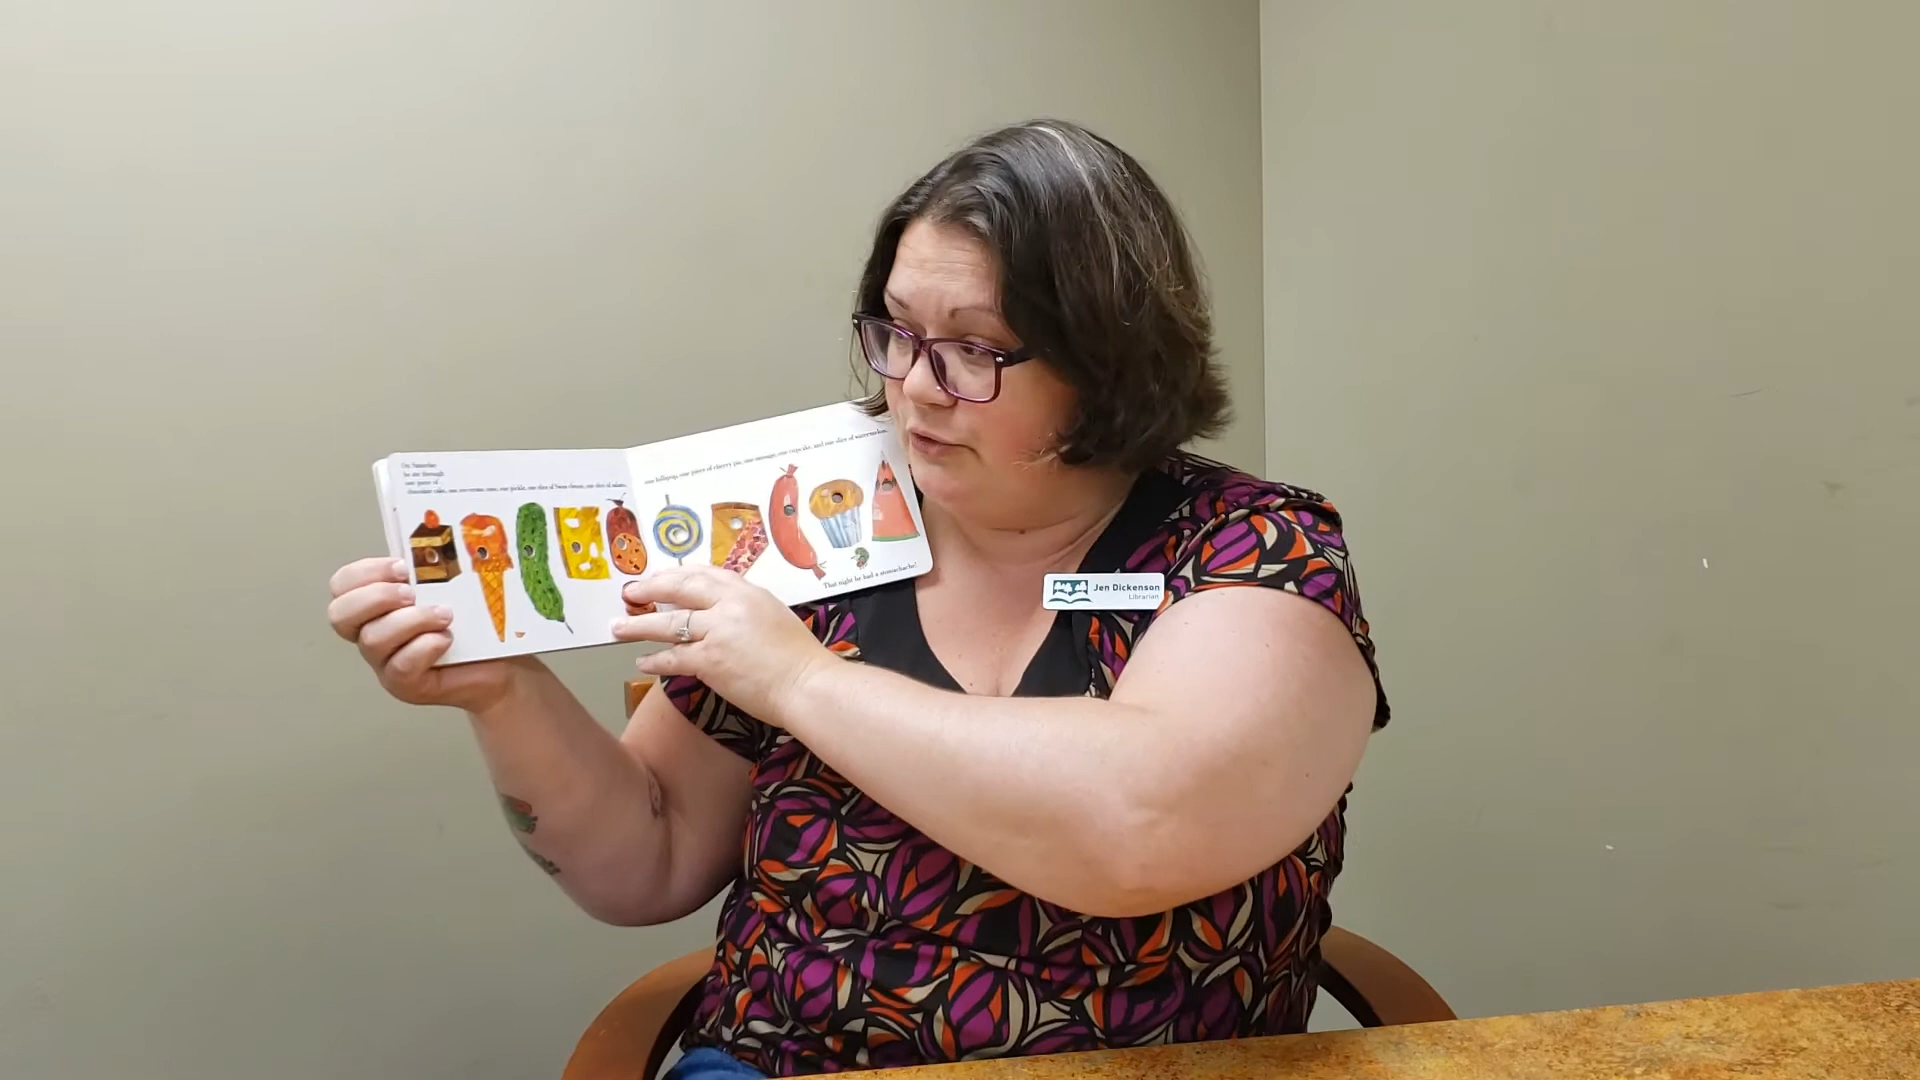 On Saturday
he ate through
one piece of
chocolate cake, one ice-cream cone, one pickle, one slice of Swiss cheese, one slice of salami,
one lollipop, one piece of cherry pie, one sausage, one cupcake, and one slice of watermelon.
That night he had a stomachache!
Jen Dickenson
Librarian